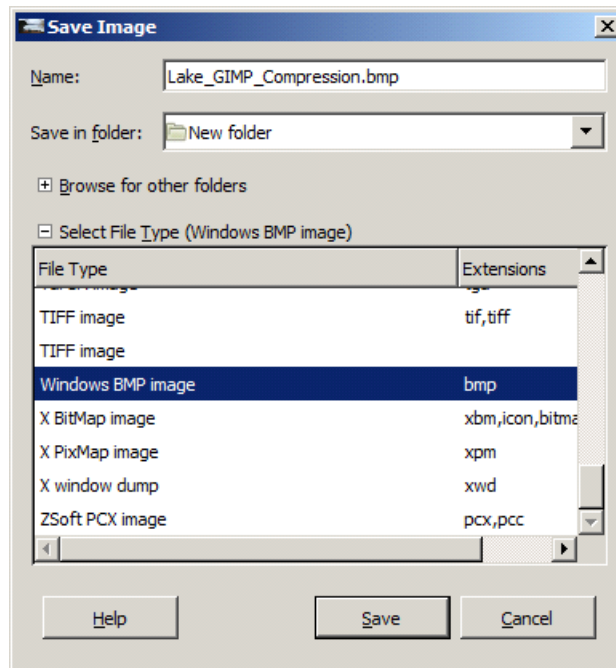 Save Image
Name: Lake_GIMP_Compression.bmp
Save in folder: New folder
Browse for other folders
Select File Type (Windows BMP image)
File Type Extensions
TIFF image tif,tiff
TIFF image
Windows BMP image bmp
X BitMap image xbm,icon,bitma
X PixMap image xpm
X window dump xwd
ZSoft PCX image pcx,pcc
Help Save Cancel